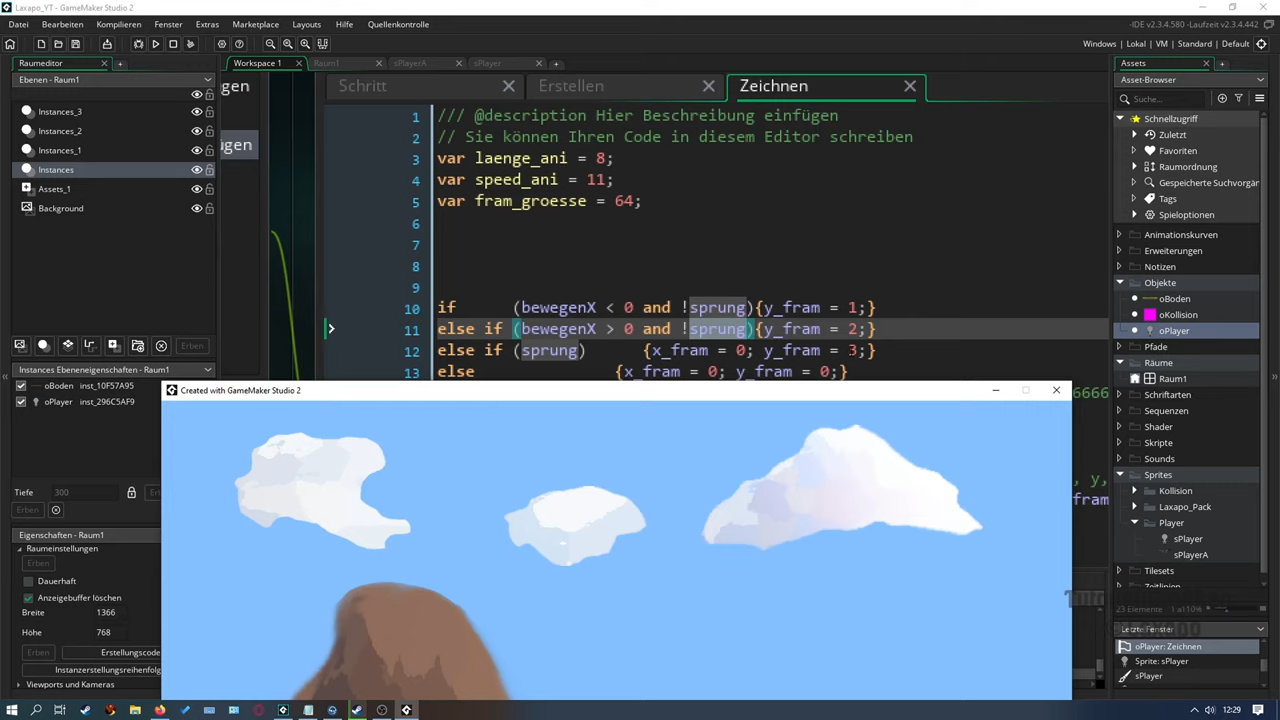 Laxapo_YT - GameMaker Studio 2
Datei Bearbeiten Kompilieren Fenster Extras Marketplace Layouts Hilfe Quellenkontrolle
-IDE v2.3.4.580 -Laufzeit v2.3.4.442
Windows | Lokal | VM | Standard | Default
Raumeditor
Workspace 1 Raum1 sPlayerA sPlayer
Assets
Ebenen - Raum1
Asset-Browser
Schritt Erstellen Zeichnen
Suche...
Instances_3
Instances_2
Instances_1
Instances
Assets_1
Background
1 /// @description Hier Beschreibung einfügen
2 // Sie können Ihren Code in diesem Editor schreiben
3 var laenge_ani = 8;
4 var speed_ani = 11;
5 var fram_groesse = 64;
6
7
8
9
10 if (bewegenX < 0 and !sprung){y_fram = 1;}
11 else if (bewegenX > 0 and !sprung){y_fram = 2;}
12 else if (sprung) {x_fram = 0; y_fram = 3;}
13 else {x_fram = 0; y_fram = 0;}
Schnellzugriff
Zuletzt
Favoriten
Raumordnung
Gespeicherte Suchvorgär
Tags
Spieloptionen
Animationskurven
Erweiterungen
Notizen
Objekte
oBoden
oKollision
oPlayer
Pfade
Räume
Raum1
Schriftarten
Sequenzen
Shader
Skripte
Sounds
Sprites
Kollision
Laxapo_Pack
Player
sPlayer
sPlayerA
Tilesets
Zeitlinien
23 Elemente
Letzte Fenster
oPlayer: Zeichnen
Sprite: sPlayer
sPlayer
Erben
Instances Ebeneneigenschaften - Raum1
oBoden inst_10F57A95
oPlayer inst_296C5AF9
Tiefe 300
Erben
Eigenschaften - Raum1
Raumeinstellungen
Erben
Dauerhaft
Anzeigebuffer löschen
Breite 1366
Höhe 768
Erben Erstellungscode
Instanzerstellungsreihenfolg
Viewports und Kameras
Created with GameMaker Studio 2
12:29